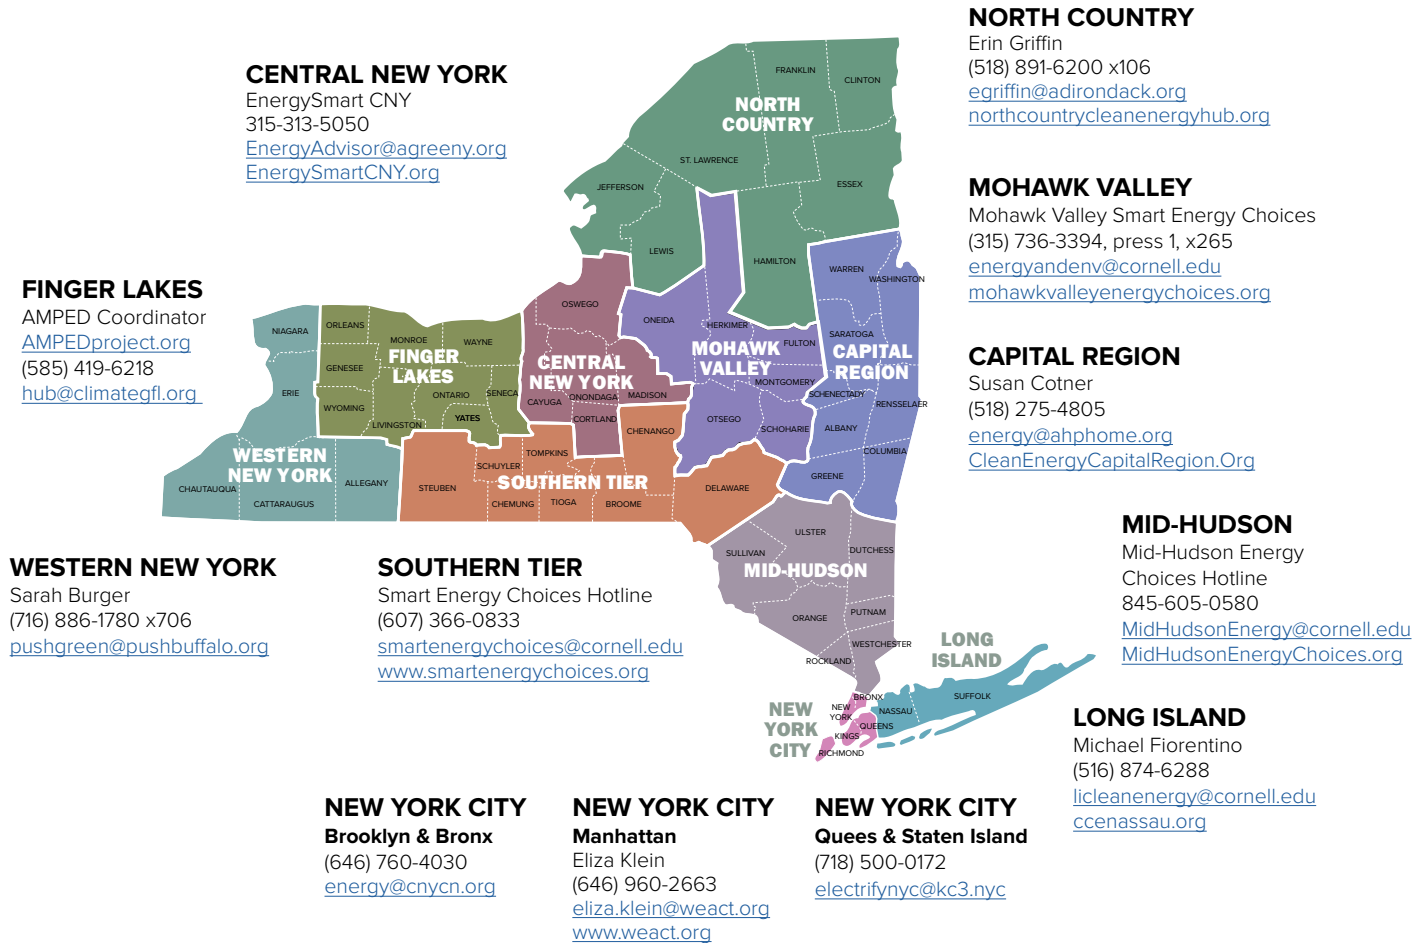 NORTH COUNTRY
Erin Griffin
(518) 891-6200 x106
egriffin@adirondack.org
northcountrycleanenergyhub.org
CENTRAL NEW YORK
EnergySmart CNY
315-313-5050
EnergyAdvisor@agreeny.org
EnergySmartCNY.org
MOHAWK VALLEY
Mohawk Valley Smart Energy Choices
(315) 736-3394, press 1, x265
energyandenv@cornell.edu
mohawkvalleyenergychoices.org
FINGER LAKES
AMPED Coordinator
AMPEDproject.org
(585) 419-6218
hub@climategfl.org
CAPITAL REGION
Susan Cotner
(518) 275-4805
energy@ahphome.org
CleanEnergyCapitalRegion.Org
FRANKLIN
CLINTON
NORTH
COUNTRY
ST. LAWRENCE
JEFFERSON
ESSEX
LEWIS
HAMILTON
WARREN
WASHINGTON
OSWEGO
ONEIDA
HERKIMER
FULTON
SARATOGA
MOHAWK
VALLEY
CAPITAL
REGION
MONTGOMERY
SCHENECTADY
RENSSELAER
OTSEGO
SCHOHARIE
ALBANY
COLUMBIA
GREENE
NIAGARA
ORLEANS
MONROE
WAYNE
FINGER
LAKES
GENESEE
ERIE
WYOMING
ONTARIO
SENECA
LIVINGSTON
YATES
CENTRAL
NEW YORK
CAYUGA
ONONDAGA
MADISON
CORTLAND
CHENANGO
WESTERN
NEW YORK
CHAUTAUQUA
CATTARAUGUS
ALLEGANY
TOMPKINS
SCHUYLER
SOUTHERN TIER
STEUBEN
CHEMUNG
TIOGA
BROOME
DELAWARE
ULSTER
SULLIVAN
DUTCHESS
MID-HUDSON
ORANGE
PUTNAM
WESTCHESTER
ROCKLAND
LONG
ISLAND
SUFFOLK
NASSAU
NEW
YORK
CITY
BRONX
NEW
YORK
QUEENS
KINGS
RICHMOND
WESTERN NEW YORK
Sarah Burger
(716) 886-1780 x706
pushgreen@pushbuffalo.org
SOUTHERN TIER
Smart Energy Choices Hotline
(607) 366-0833
smartenergychoices@cornell.edu
www.smartenergychoices.org
MID-HUDSON
Mid-Hudson Energy
Choices Hotline
845-605-0580
MidHudsonEnergy@cornell.edu
MidHudsonEnergyChoices.org
LONG ISLAND
Michael Fiorentino
(516) 874-6288
licleanenergy@cornell.edu
ccenassau.org
NEW YORK CITY
Brooklyn & Bronx
(646) 760-4030
energy@cnycn.org
NEW YORK CITY
Manhattan
Eliza Klein
(646) 960-2663
eliza.klein@weact.org
www.weact.org
NEW YORK CITY
Quees & Staten Island
(718) 500-0172
electrifynyc@kc3.nyc